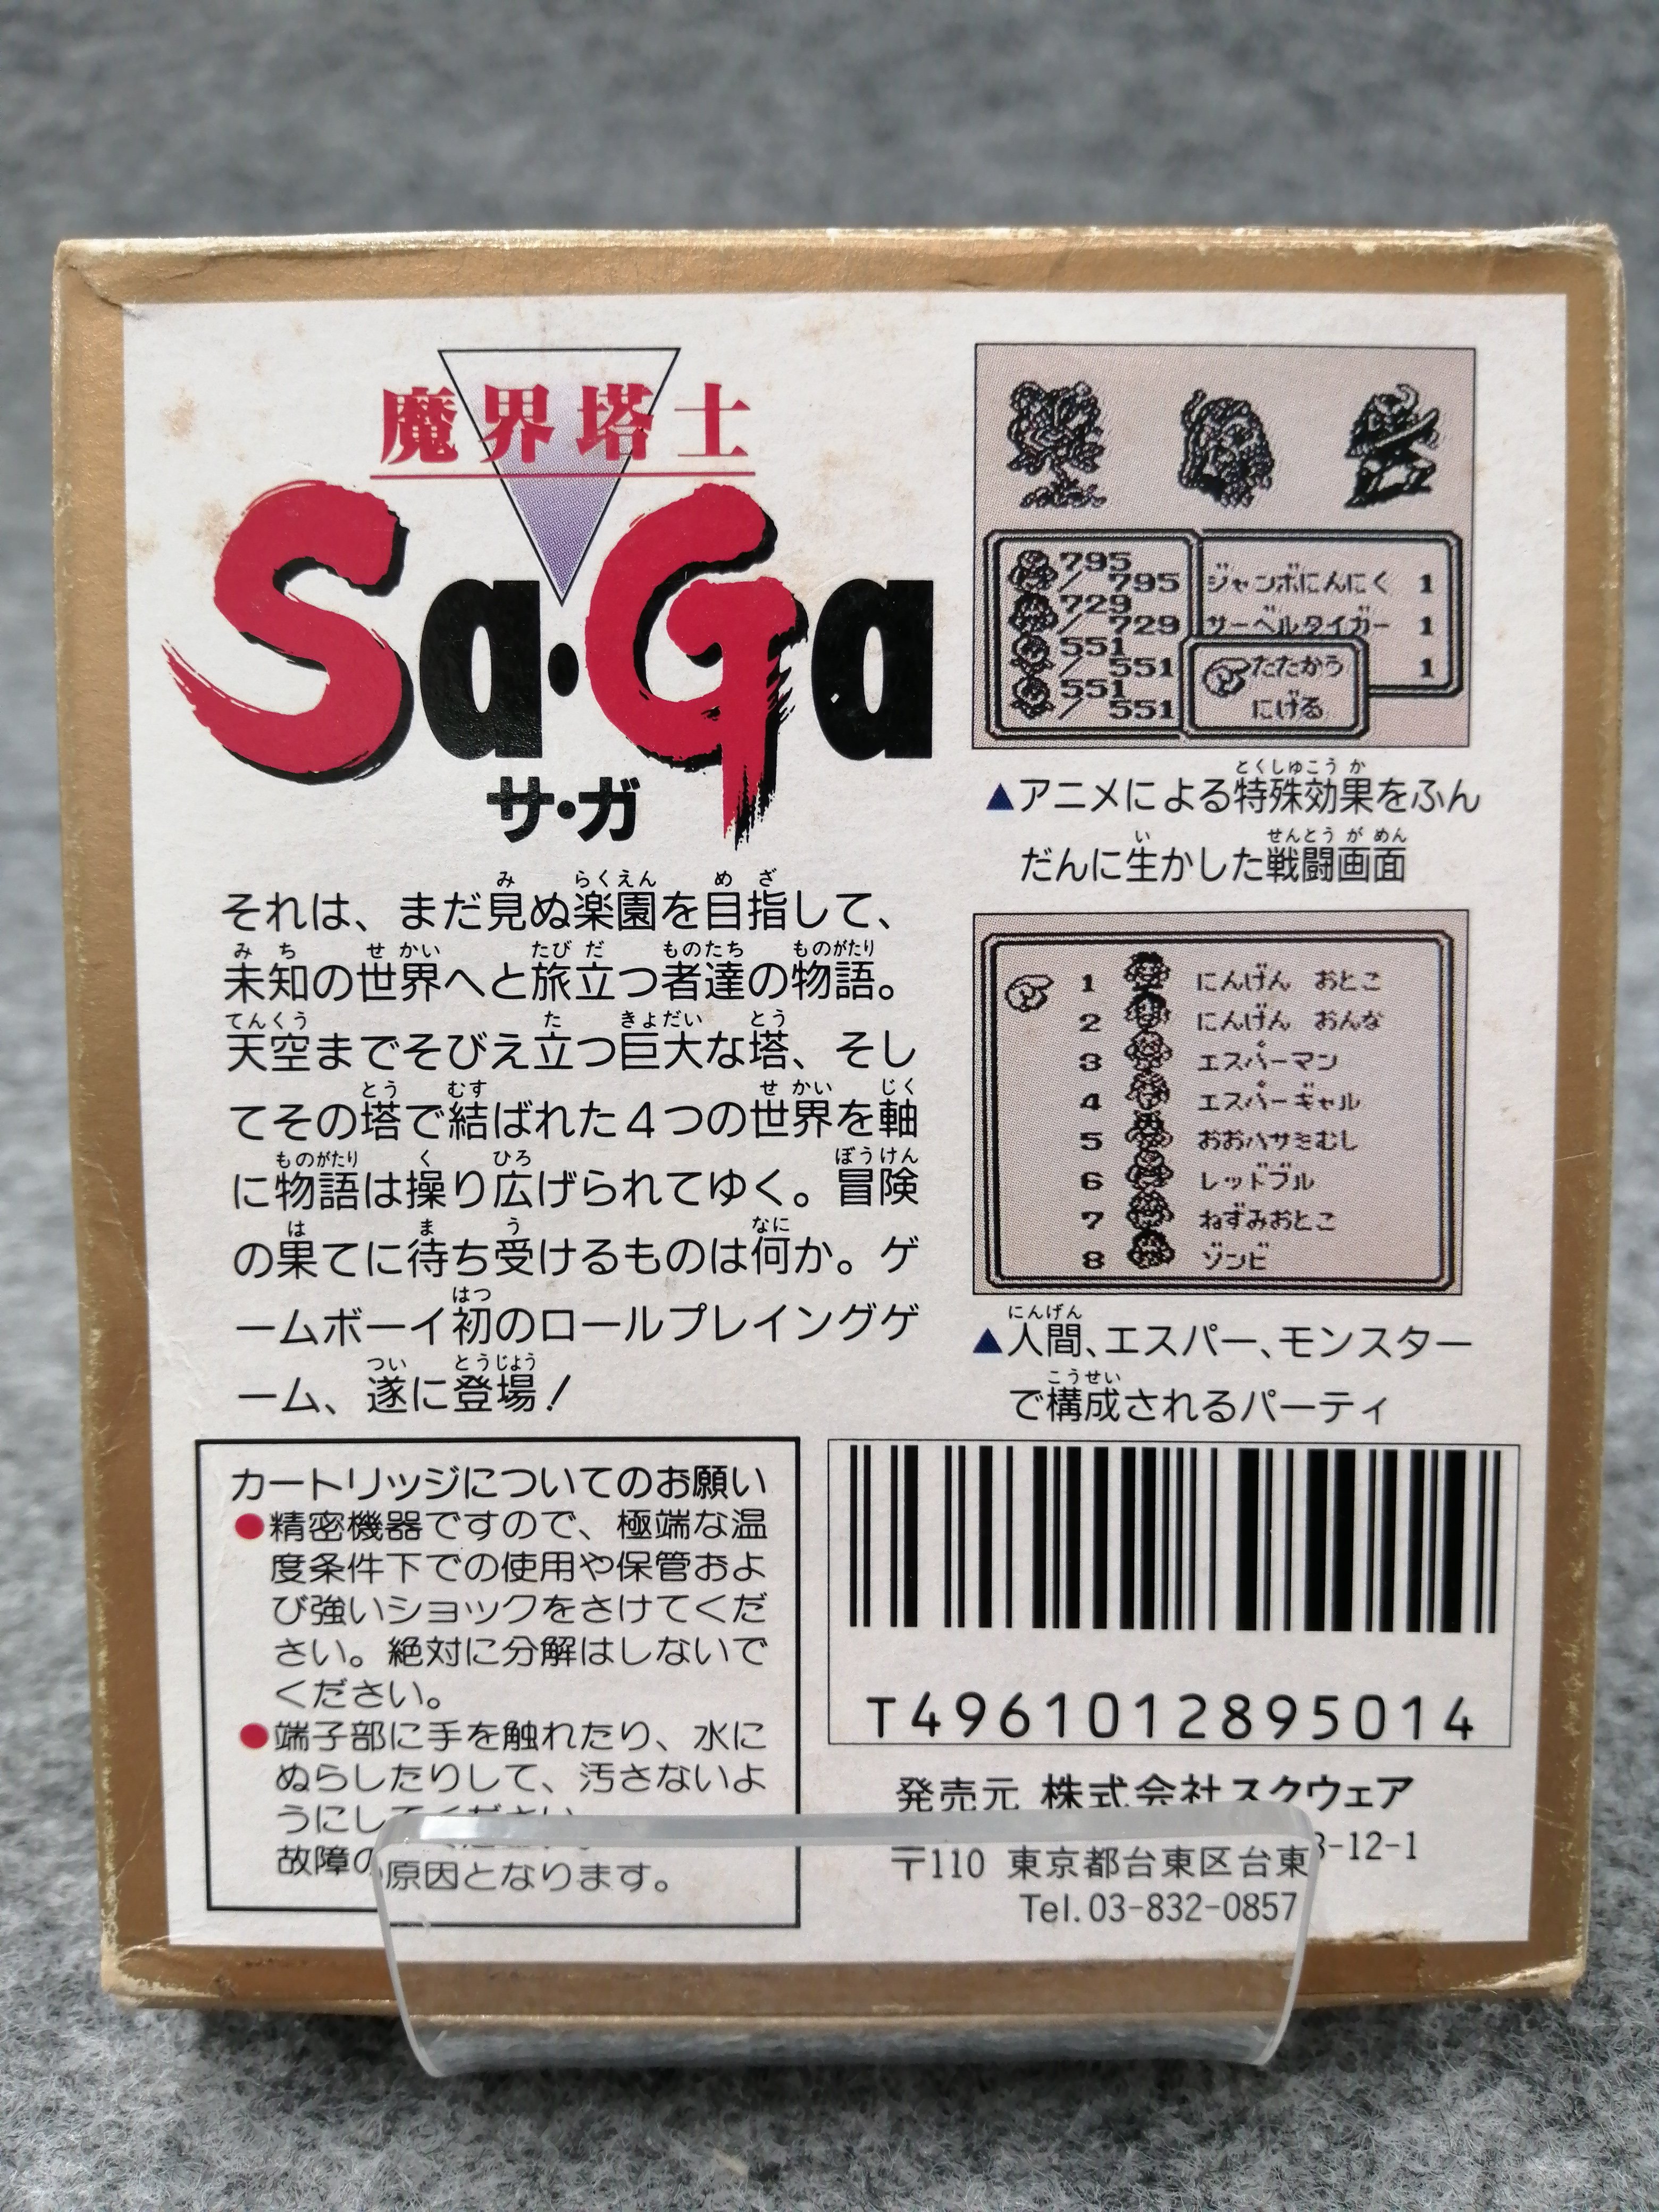 魔界塔士
Sa・Ga
サ・ガ
それは、まだ見ぬ楽園を目指して、
未知の世界へと旅立つ者達の物語。
天空までそびえ立つ巨大な塔、そし
てその塔で結ばれた4つの世界を軸
に物語は操り広げられてゆく。冒険
の果てに待ち受けるものは何か。ゲ
ームボーイ初のロールプレイングゲ
ーム、遂に登場！
カートリッジについてのお願い
●精密機器ですので、極端な温
度条件下での使用や保管およ
び強いショックをさけてくだ
さい。絶対に分解はしないで
ください。
●端子部に手を触れたり、水に
ぬらしたりして、汚さないよ
うにしてください。
故障の原因となります。
795
/ 795
729
/ 729
551
/ 551
551
/ 551
ジャンボにんにく 1
サーベルタイガー 1
1
たたかう
にげる
▲アニメによる特殊効果をふん
だんに生かした戦闘画面
1 にんげん おとこ
2 にんげん おんな
3 エスパーマン
4 エスパーギャル
5 おおハサミむし
6 レッドブル
7 ねずみおとこ
8 ゾンビ
▲人間、エスパー、モンスター
で構成されるパーティ
T4961012895014
発売元 株式会社スクウェア
〒110 東京都台東区台東3-12-1
Tel.03-832-0857